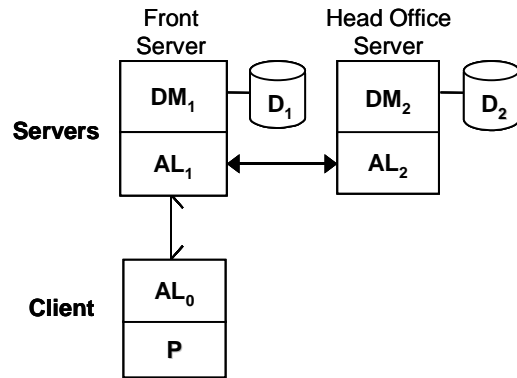 Front
Server
Head Office
Server
DM₁
D₁
DM₂
D₂
Servers
AL₁
AL₂
Client
AL₀
P